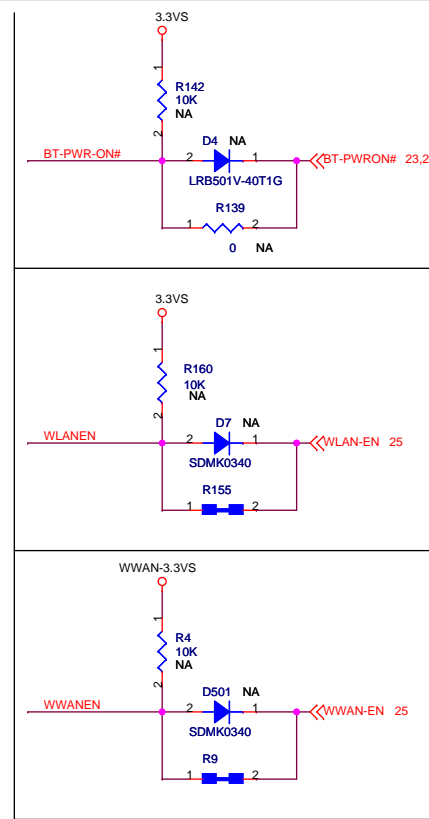 3.3VS
1
R142
10K
NA
2
BT-PWR-ON#
D4 NA
2 1
BT-PWRON# 23,2
LRB501V-40T1G
R139
1 2
0 NA
3.3VS
1
R160
10K
NA
2
WLANEN
D7 NA
2 1
WLAN-EN 25
SDMK0340
R155
1 2
WWAN-3.3VS
1
R4
10K
NA
2
WWANEN
D501 NA
2 1
WWAN-EN 25
SDMK0340
R9
1 2